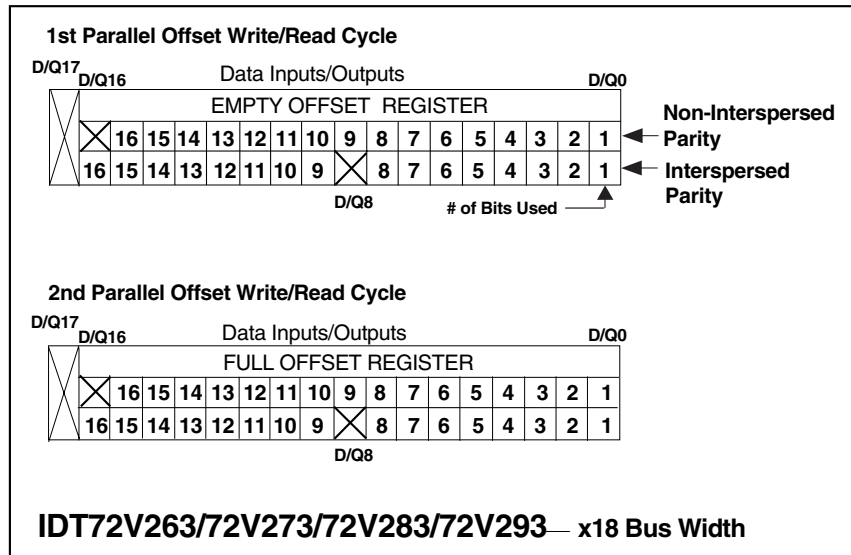 1st Parallel Offset Write/Read Cycle
D/Q17
D/Q16
Data Inputs/Outputs
D/Q0
EMPTY OFFSET REGISTER
16 15 14 13 12 11 10 9 8 7 6 5 4 3 2 1
Non-Interspersed
Parity
16 15 14 13 12 11 10 9 8 7 6 5 4 3 2 1
Interspersed
Parity
D/Q8
# of Bits Used
2nd Parallel Offset Write/Read Cycle
D/Q17
D/Q16
Data Inputs/Outputs
D/Q0
FULL OFFSET REGISTER
16 15 14 13 12 11 10 9 8 7 6 5 4 3 2 1
16 15 14 13 12 11 10 9 8 7 6 5 4 3 2 1
D/Q8
IDT72V263/72V273/72V283/72V293 — x18 Bus Width